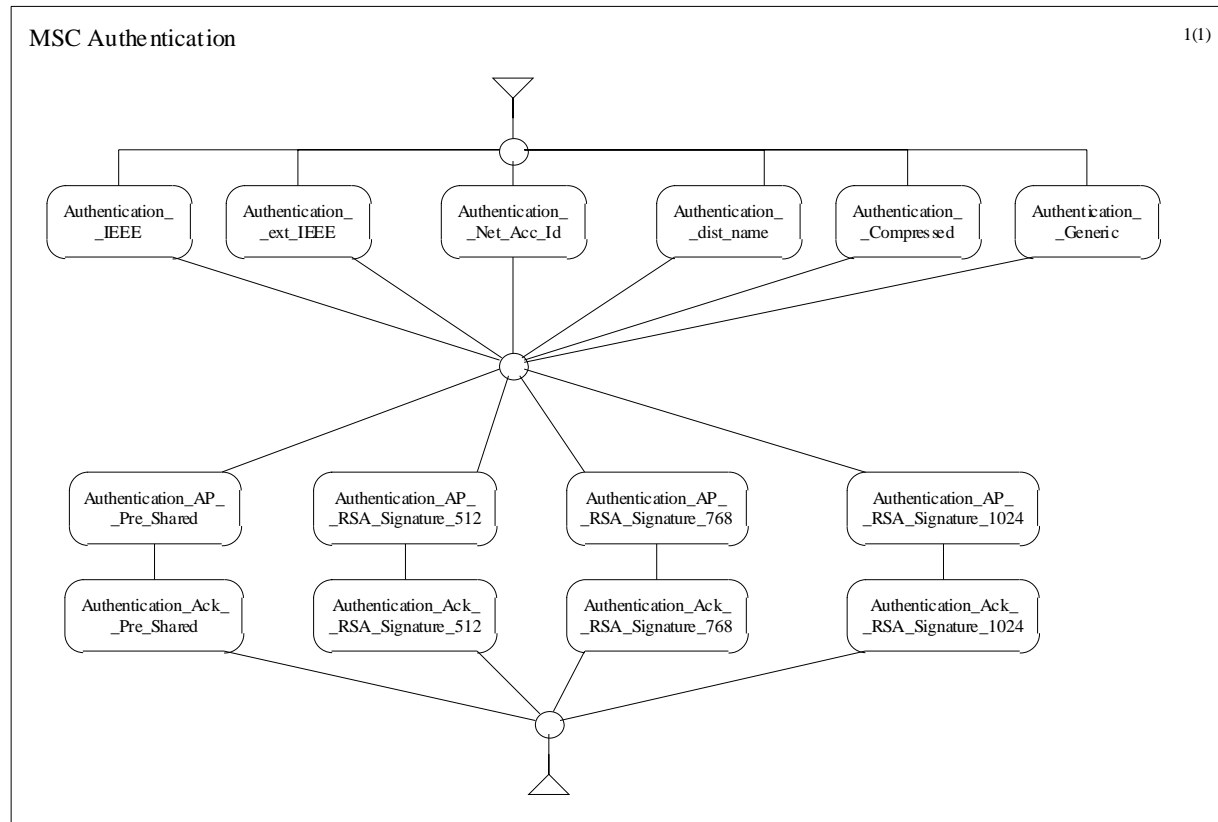 MSC Authentication
1(1)
Authentication_
_IEEE
Authentication_
_ext_IEEE
Authentication_
_Net_Acc_Id
Authentication_
_dist_name
Authentication_
_Compressed
Authentication_
_Generic
Authentication_AP_
_Pre_Shared
Authentication_AP_
_RSA_Signature_512
Authentication_AP_
_RSA_Signature_768
Authentication_AP_
_RSA_Signature_1024
Authentication_Ack_
_Pre_Shared
Authentication_Ack_
_RSA_Signature_512
Authentication_Ack_
_RSA_Signature_768
Authentication_Ack_
_RSA_Signature_1024